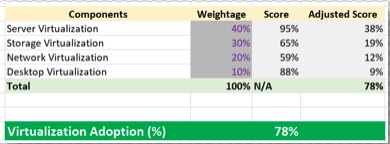 Components Weightage Score Adjusted Score
Server Virtualization 40% 95% 38%
Storage Virtualization 30% 65% 19%
Network Virtualization 20% 59% 12%
Desktop Virtualization 10% 88% 9%
Total 100% N/A 78%
Virtualization Adoption (%) 78%